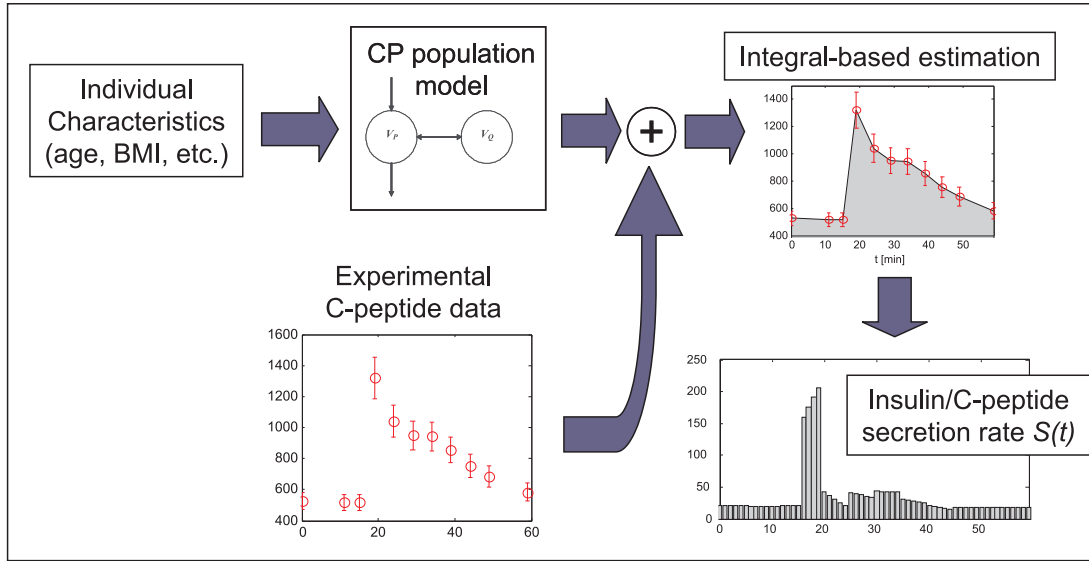 Individual
Characteristics
(age, BMI, etc.)
CP population
model
V_P
V_Q
+
Integral-based estimation
1400
1200
1000
800
600
400
0
10
20
30
40
50
t [min]
Experimental
C-peptide data
1600
1400
1200
1000
800
600
400
0
20
40
60
250
200
150
100
50
0
0
10
20
30
40
50
Insulin/C-peptide
secretion rate S(t)